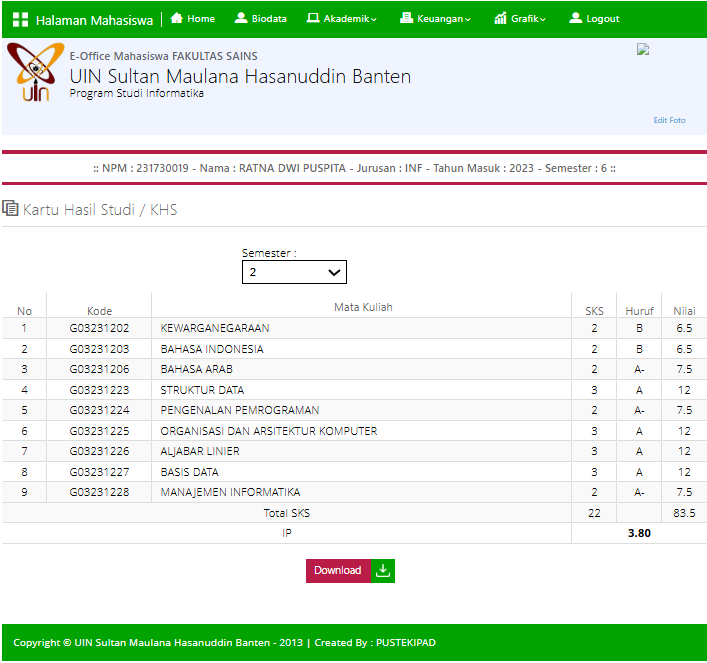 Halaman Mahasiswa Home Biodata Akademik Keuangan Grafik Logout
E-Office Mahasiswa FAKULTAS SAINS
UIN Sultan Maulana Hasanuddin Banten
Program Studi Informatika
uin
Edit Foto
:: NPM : 231730019 - Nama : RATNA DWI PUSPITA - Jurusan : INF - Tahun Masuk : 2023 - Semester : 6 ::
Kartu Hasil Studi / KHS
Semester :
2
No Kode Mata Kuliah SKS Huruf Nilai
1 G03231202 KEWARGANEGARAAN 2 B 6.5
2 G03231203 BAHASA INDONESIA 2 B 6.5
3 G03231206 BAHASA ARAB 2 A- 7.5
4 G03231223 STRUKTUR DATA 3 A 12
5 G03231224 PENGENALAN PEMROGRAMAN 2 A- 7.5
6 G03231225 ORGANISASI DAN ARSITEKTUR KOMPUTER 3 A 12
7 G03231226 ALJABAR LINIER 3 A 12
8 G03231227 BASIS DATA 3 A 12
9 G03231228 MANAJEMEN INFORMATIKA 2 A- 7.5
Total SKS 22 83.5
IP 3.80
Download
Copyright © UIN Sultan Maulana Hasanuddin Banten - 2013 | Created By : PUSTEKIPAD